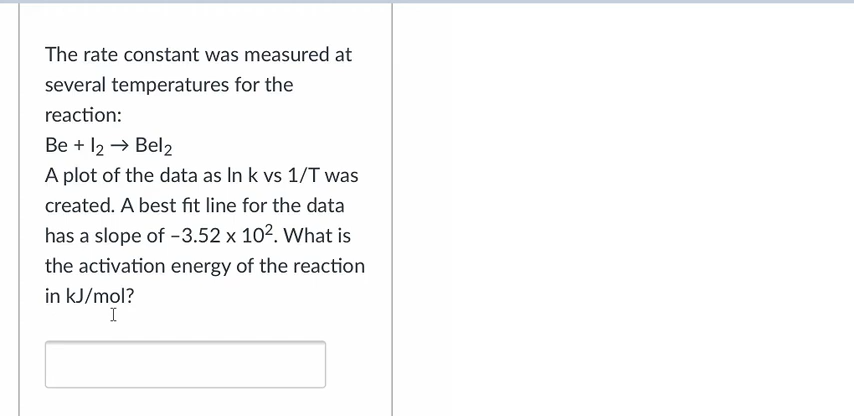 The rate constant was measured at
several temperatures for the
reaction:
Be + I₂ → BeI₂
A plot of the data as ln k vs 1/T was
created. A best fit line for the data
has a slope of −3.52 x 10². What is
the activation energy of the reaction
in kJ/mol?